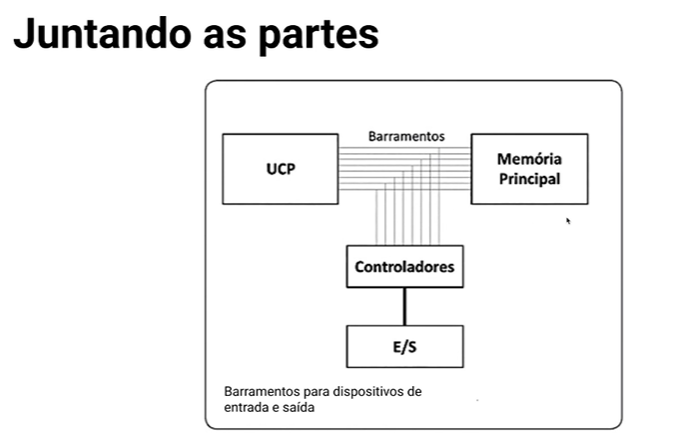 Juntando as partes
Barramentos
UCP
Memória
Principal
Controladores
E/S
Barramentos para dispositivos de
entrada e saída